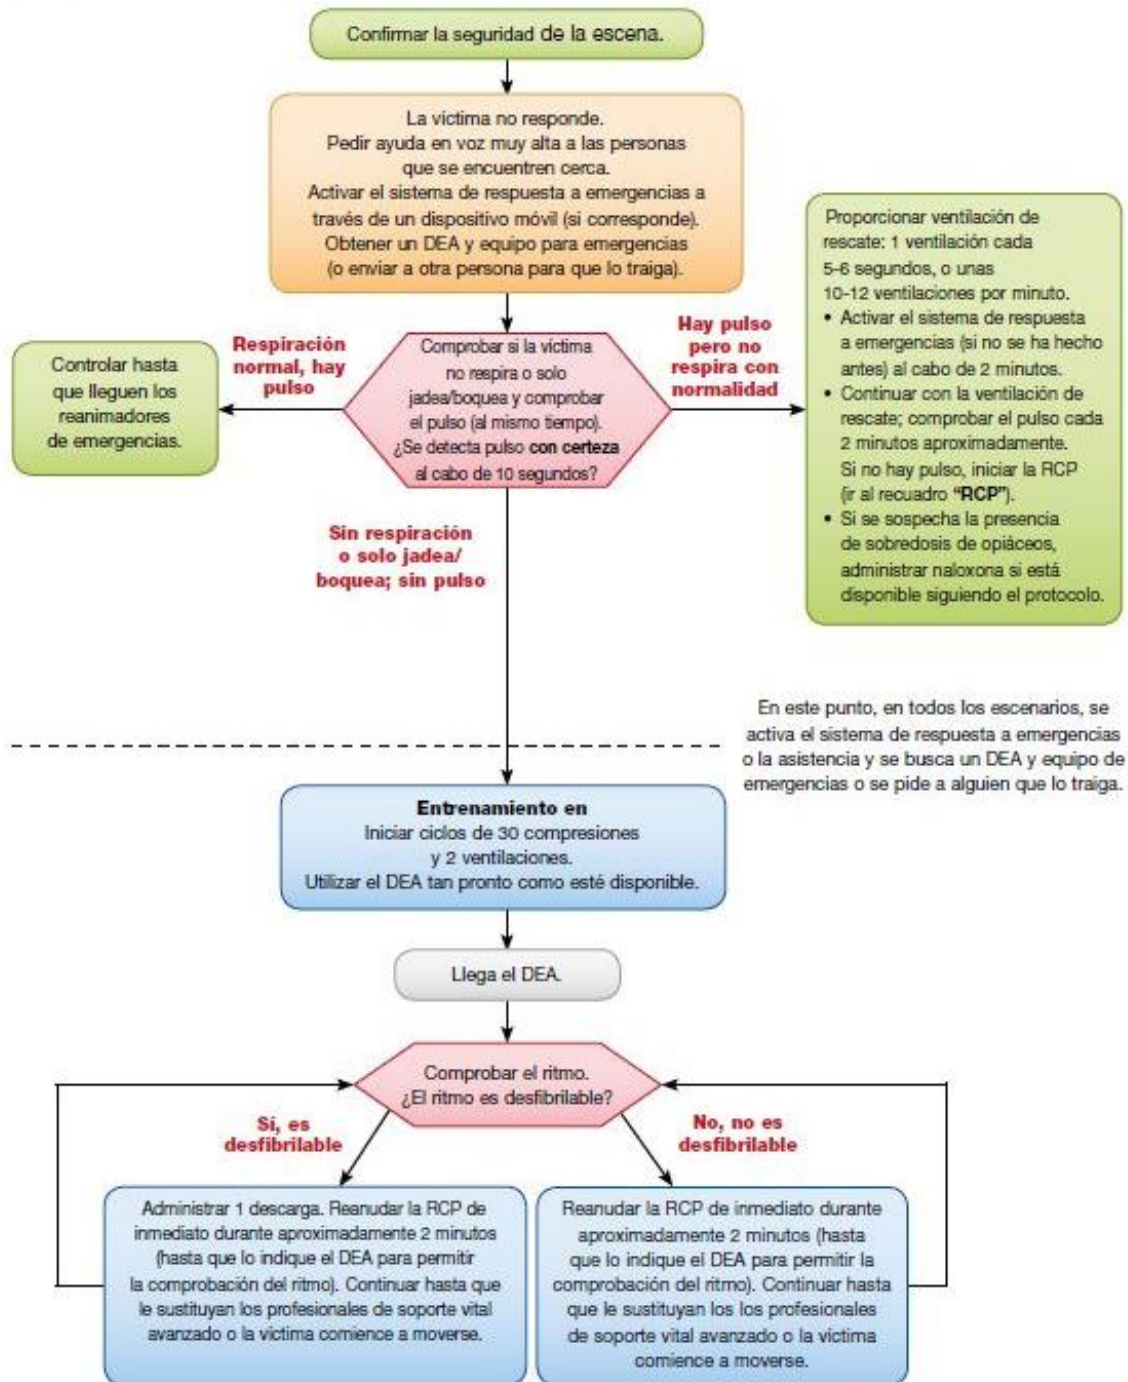 Confirmar la seguridad de la escena.
La víctima no responde.
Pedir ayuda en voz muy alta a las personas
que se encuentren cerca.
Activar el sistema de respuesta a emergencias a
través de un dispositivo móvil (si corresponde).
Obtener un DEA y equipo para emergencias
(o enviar a otra persona para que lo traiga).
Respiración
normal, hay
pulso
Controlar hasta
que lleguen los
reanimadores
de emergencias.
Comprobar si la víctima
no respira o solo
jadea/boquea y comprobar
el pulso (al mismo tiempo).
¿Se detecta pulso con certeza
al cabo de 10 segundos?
Hay pulso
pero no
respira con
normalidad
Proporcionar ventilación de
rescate: 1 ventilación cada
5-6 segundos, o unas
10-12 ventilaciones por minuto.
• Activar el sistema de respuesta
a emergencias (si no se ha hecho
antes) al cabo de 2 minutos.
• Continuar con la ventilación de
rescate; comprobar el pulso cada
2 minutos aproximadamente.
Si no hay pulso, iniciar la RCP
(ir al recuadro “RCP”).
• Si se sospecha la presencia
de sobredosis de opiáceos,
administrar naloxona si está
disponible siguiendo el protocolo.
Sin respiración
o solo jadea/
boquea; sin pulso
En este punto, en todos los escenarios, se
activa el sistema de respuesta a emergencias
o la asistencia y se busca un DEA y equipo de
emergencias o se pide a alguien que lo traiga.
Entrenamiento en
Iniciar ciclos de 30 compresiones
y 2 ventilaciones.
Utilizar el DEA tan pronto como esté disponible.
Llega el DEA.
Comprobar el ritmo.
¿El ritmo es desfibrilable?
Sí, es
desfibrilable
No, no es
desfibrilable
Administrar 1 descarga. Reanudar la RCP de
inmediato durante aproximadamente 2 minutos
(hasta que lo indique el DEA para permitir
la comprobación del ritmo). Continuar hasta que
le sustituyan los profesionales de soporte vital
avanzado o la víctima comience a moverse.
Reanudar la RCP de inmediato durante
aproximadamente 2 minutos (hasta
que lo indique el DEA para permitir la
comprobación del ritmo). Continuar hasta
que le sustituyan los los profesionales
de soporte vital avanzado o la víctima
comience a moverse.